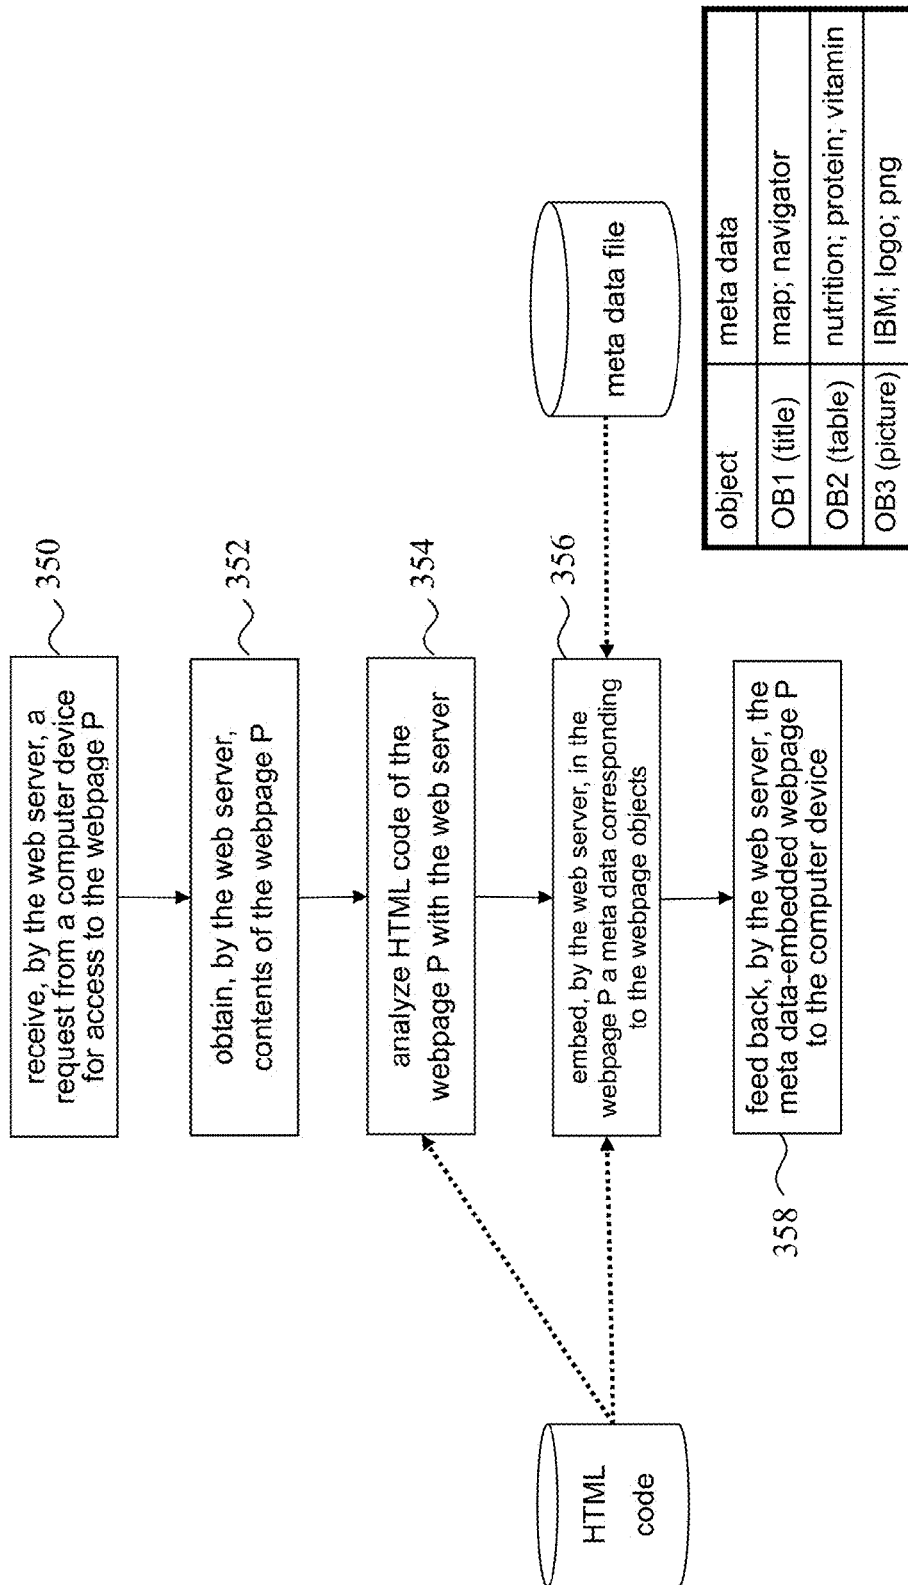 receive, by the web server, a
request from a computer device
for access to the webpage P
350
obtain, by the web server,
contents of the webpage P
352
analyze HTML code of the
webpage P with the web server
354
embed, by the web server, in the
webpage P a meta data corresponding
to the webpage objects
356
feed back, by the web server, the
meta data-embedded webpage P
to the computer device
358
HTML
code
meta data file
object meta data
OB1 (title) map; navigator
OB2 (table) nutrition; protein; vitamin
OB3 (picture) IBM; logo; png